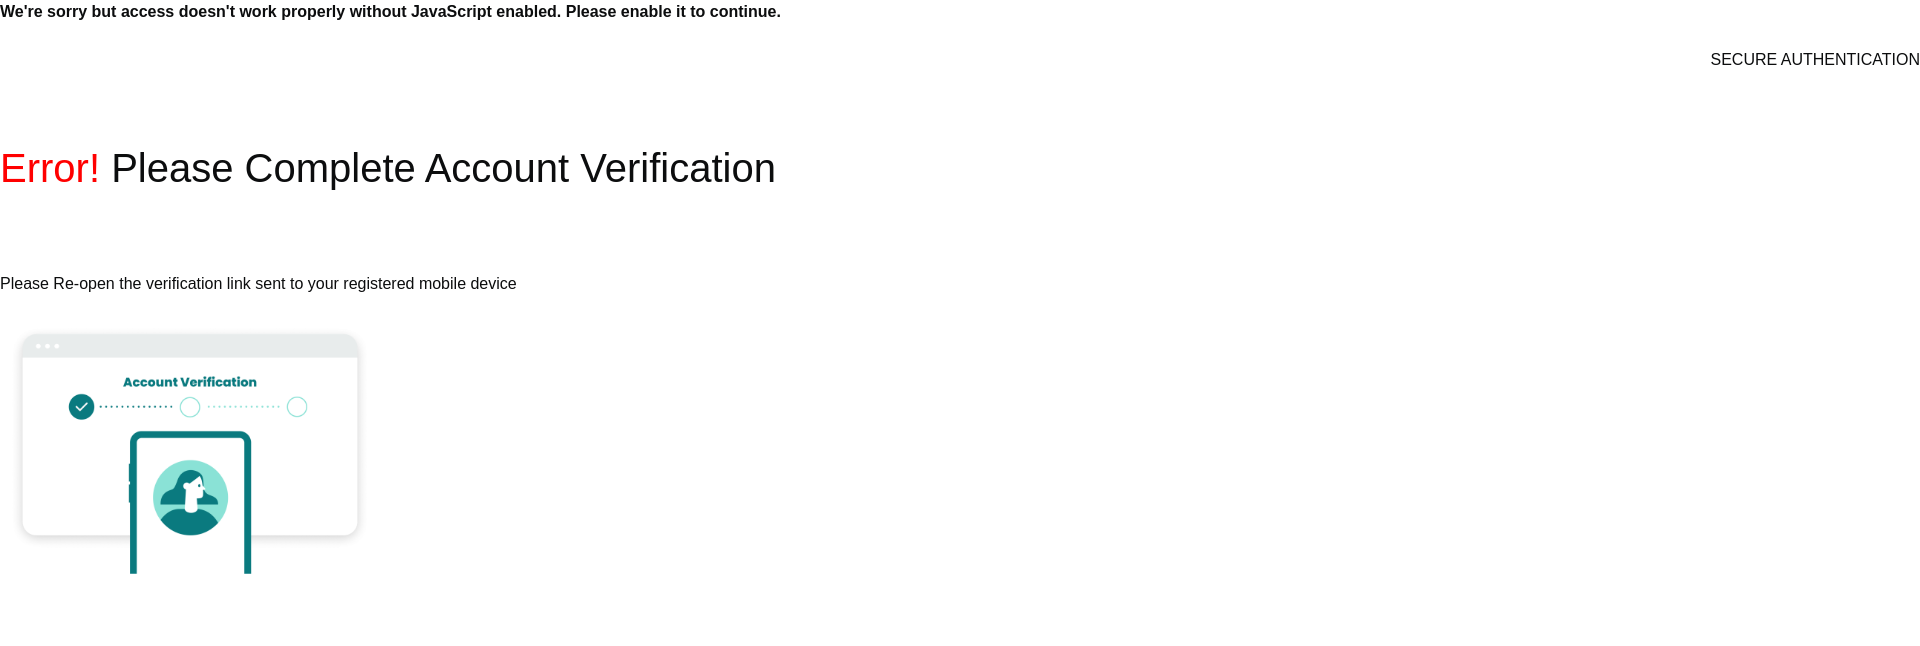 We're sorry but access doesn't work properly without JavaScript enabled. Please enable it to continue.
SECURE AUTHENTICATION
Error! Please Complete Account Verification
Please Re-open the verification link sent to your registered mobile device
Account Verification